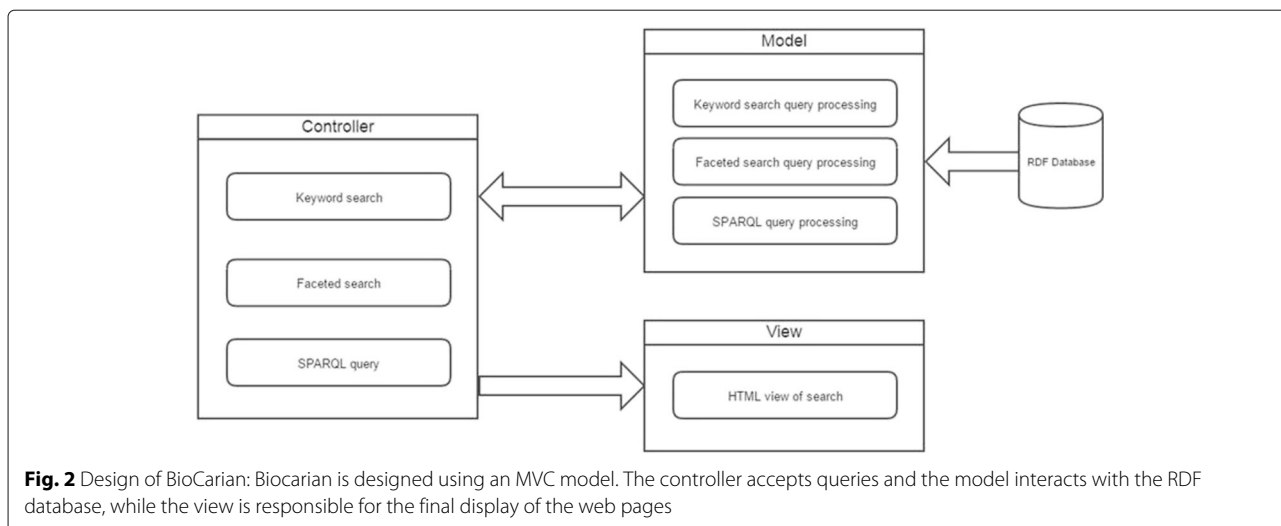 Controller
Keyword search
Faceted search
SPARQL query
Model
Keyword search query processing
Faceted search query processing
SPARQL query processing
RDF Database
View
HTML view of search
Fig. 2 Design of BioCarian: Biocarian is designed using an MVC model. The controller accepts queries and the model interacts with the RDF
database, while the view is responsible for the final display of the web pages